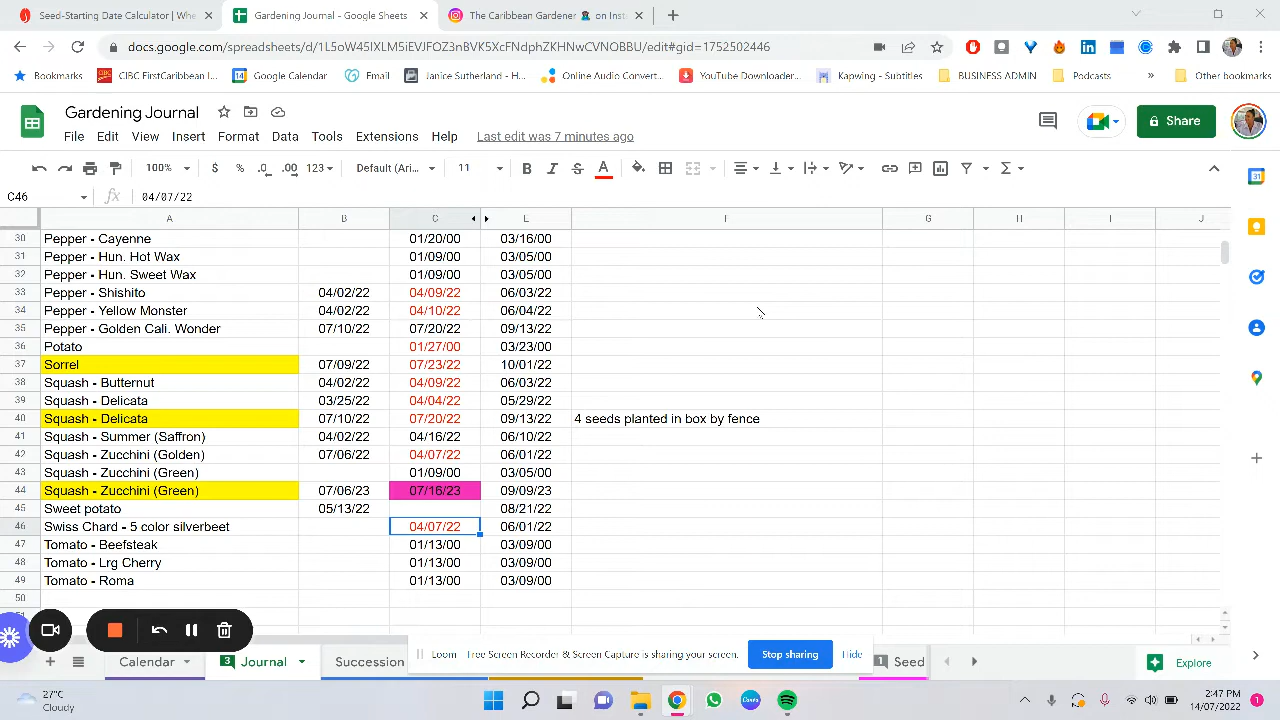 Seed-Starting Date Calculator | Wh
Gardening Journal - Google Sheets
The Caribbean Gardener on Inst
docs.google.com/spreadsheets/d/1L5oW45IXLM5iEVJFOZ3nBVK5XcFNdphZKHNwCVNOBBU/edit#gid=1752502446
Bookmarks CIBC FirstCaribbean I Google Calendar Email Janice Sutherland - H... Online Audio Convert... YouTube Downloader... Knowing - Subtitles BUSINESS ADMIN Podcasts » Other bookmarks
Gardening Journal
Share
File Edit View Insert Format Data Tools Extensions Help Last edit was 7 minutes ago
100% $ % .0 .00 123 Default (Ari... 11 B I S A
C46 fx 04/07/22
A B C E F G H I J
30 Pepper - Cayenne 01/20/00 03/16/00
31 Pepper - Hun. Hot Wax 01/09/00 03/05/00
32 Pepper - Hun. Sweet Wax 01/09/00 03/05/00
33 Pepper - Shishito 04/02/22 04/09/22 06/03/22
34 Pepper - Yellow Monster 04/02/22 04/10/22 06/04/22
35 Pepper - Golden Cali. Wonder 07/10/22 07/20/22 09/13/22
36 Potato 01/27/00 03/23/00
37 Sorrel 07/09/22 07/23/22 10/01/22
38 Squash - Butternut 04/02/22 04/09/22 06/03/22
39 Squash - Delicata 03/25/22 04/04/22 05/29/22
40 Squash - Delicata 07/10/22 07/20/22 09/13/22 4 seeds planted in box by fence
41 Squash - Summer (Saffron) 04/02/22 04/16/22 06/10/22
42 Squash - Zucchini (Golden) 07/06/22 04/07/22 06/01/22
43 Squash - Zucchini (Green) 01/09/00 03/05/00
44 Squash - Zucchini (Green) 07/06/23 07/16/23 09/09/23
45 Sweet potato 05/13/22 08/21/22
46 Swiss Chard - 5 color silverbeet 04/07/22 06/01/22
47 Tomato - Beefsteak 01/13/00 03/09/00
48 Tomato - Lrg Cherry 01/13/00 03/09/00
49 Tomato - Roma 01/13/00 03/09/00
50
Loom - Free Screen Recorder & Screen Capture is sharing your screen. Stop sharing Hide
Calendar 3 Journal Succession 1 Seed Explore
27°C
Cloudy
2:47 PM
14/07/2022
1